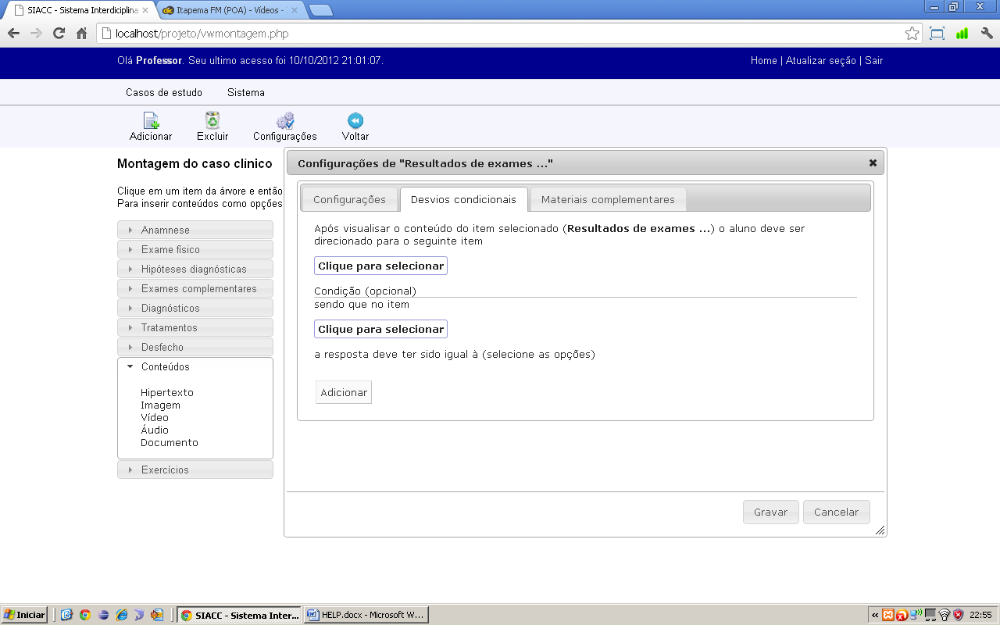 SIACC - Sistema Interdiciplina
Itapema FM (POA) - Vídeos -
localhost/projeto/vwmontagem.php
Olá Professor. Seu ultimo acesso foi 10/10/2012 21:01:07.
Home | Atualizar seção | Sair
Casos de estudo Sistema
Adicionar Excluir Configurações Voltar
Montagem do caso clínico
Clique em um item da árvore e então
Para inserir conteúdos como opções
Anamnese
Exame físico
Hipóteses diagnósticas
Exames complementares
Diagnósticos
Tratamentos
Desfecho
Conteúdos
Hipertexto
Imagem
Vídeo
Áudio
Documento
Exercícios
Configurações de "Resultados de exames ..."
Configurações Desvios condicionais Materiais complementares
Após visualisar o conteúdo do item selecionado (Resultados de exames ...) o aluno deve ser
direcionado para o seguinte item
Clique para selecionar
Condição (opcional)
sendo que no item
Clique para selecionar
a resposta deve ter sido igual à (selecione as opções)
Adicionar
Gravar Cancelar
Iniciar
SIACC - Sistema Inter...
HELP.docx - Microsoft W...
22:55